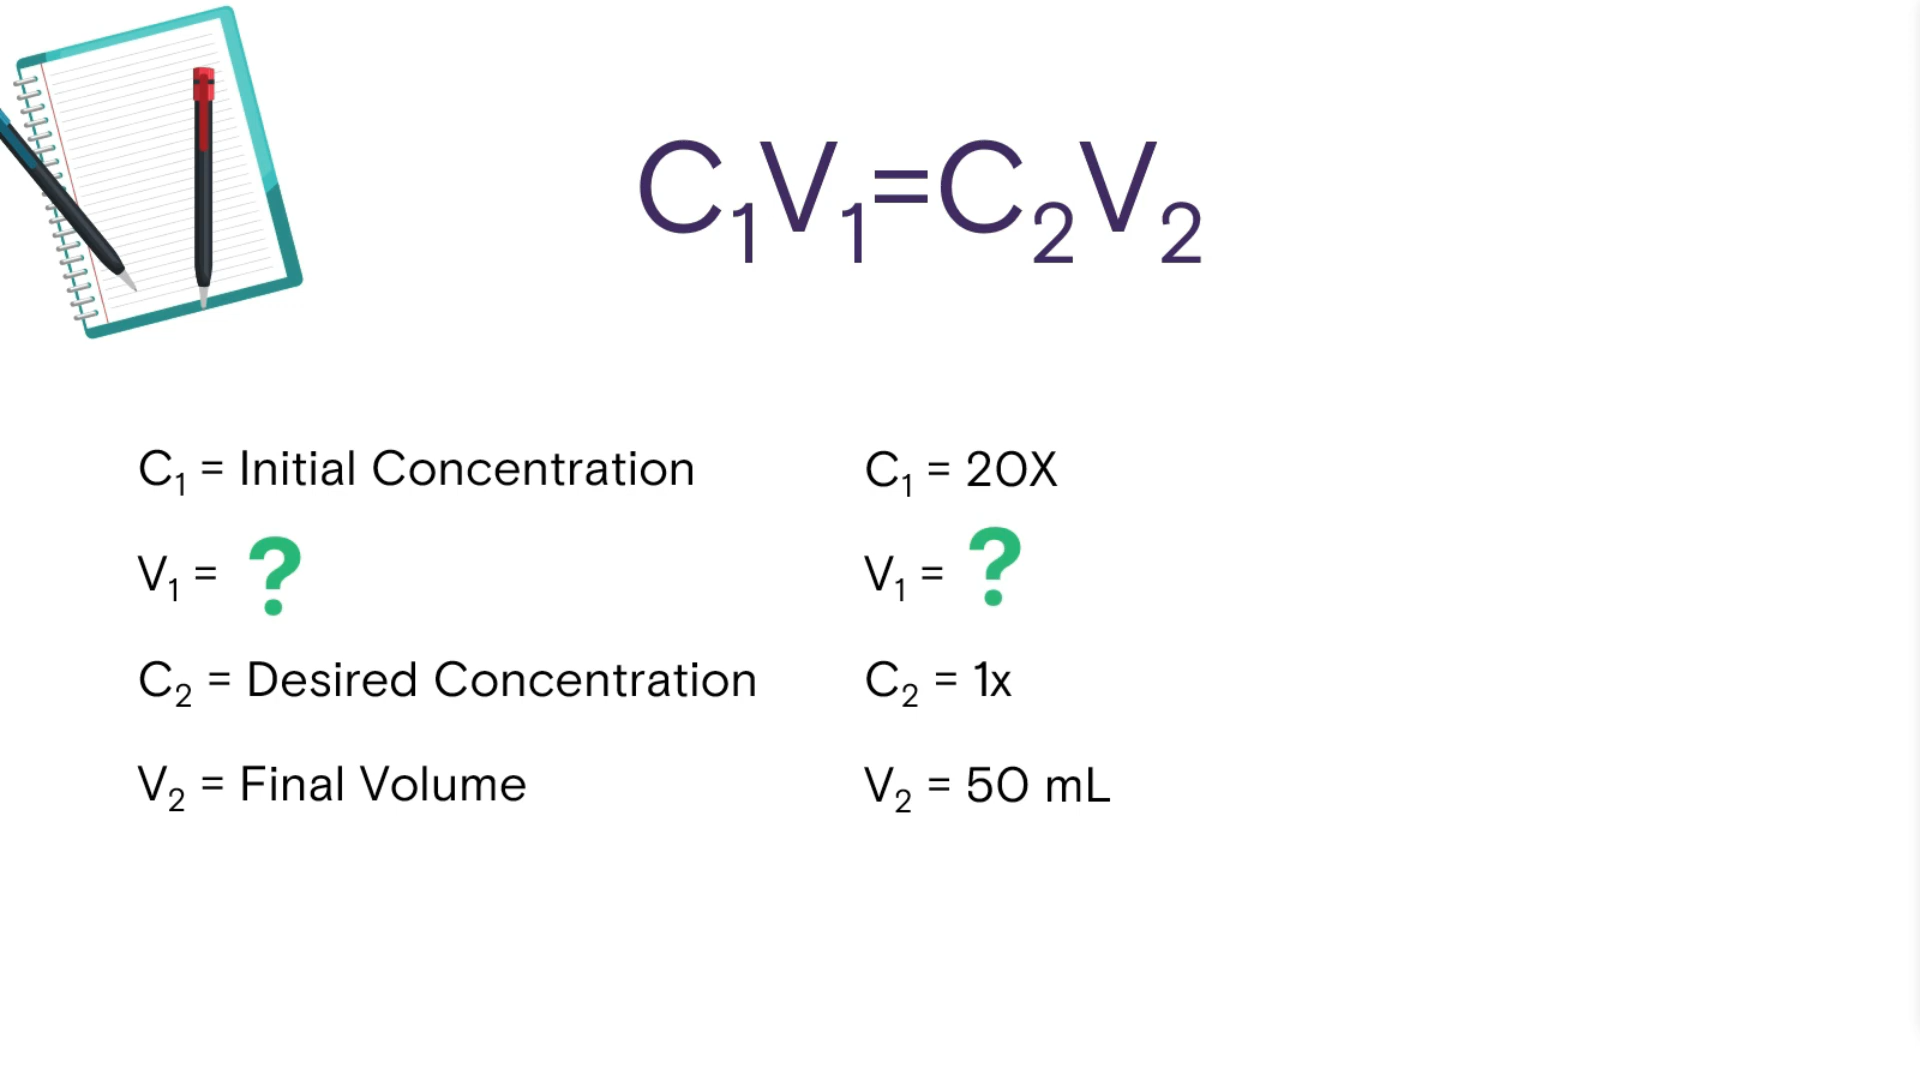 C₁V₁=C₂V₂
C₁ = Initial Concentration
V₁ = ?
C₂ = Desired Concentration
V₂ = Final Volume
C₁ = 20X
V₁ = ?
C₂ = 1x
V₂ = 50 mL